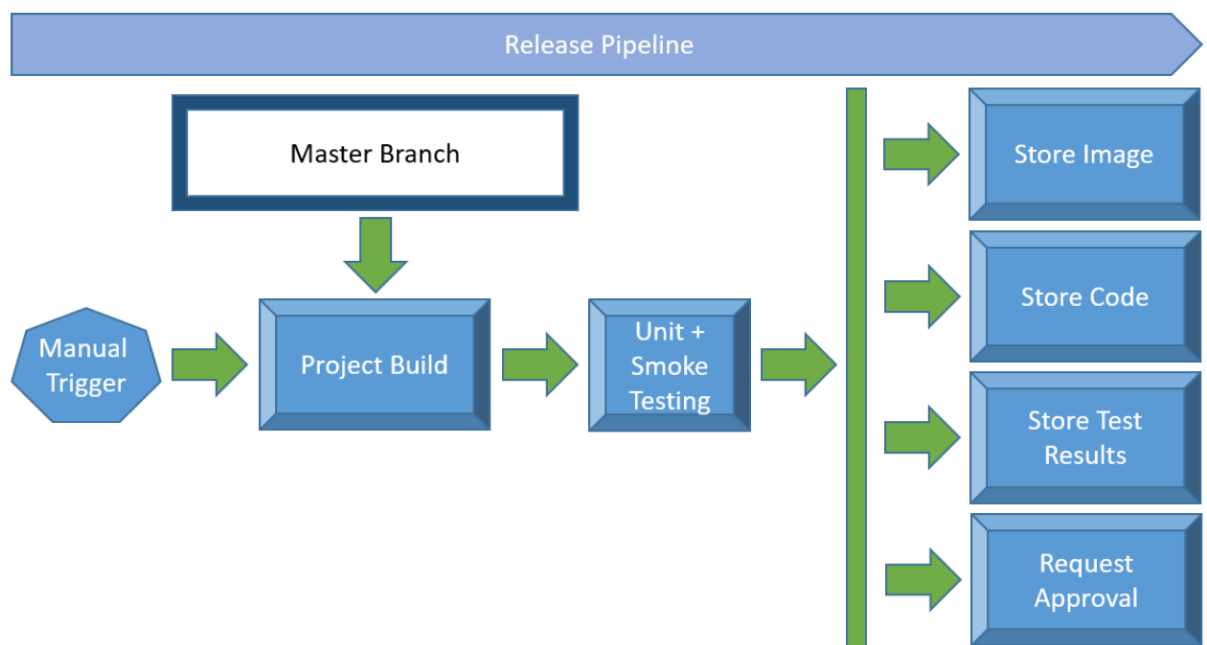 Release Pipeline
Master Branch
Manual
Trigger
Project Build
Unit +
Smoke
Testing
Store Image
Store Code
Store Test
Results
Request
Approval